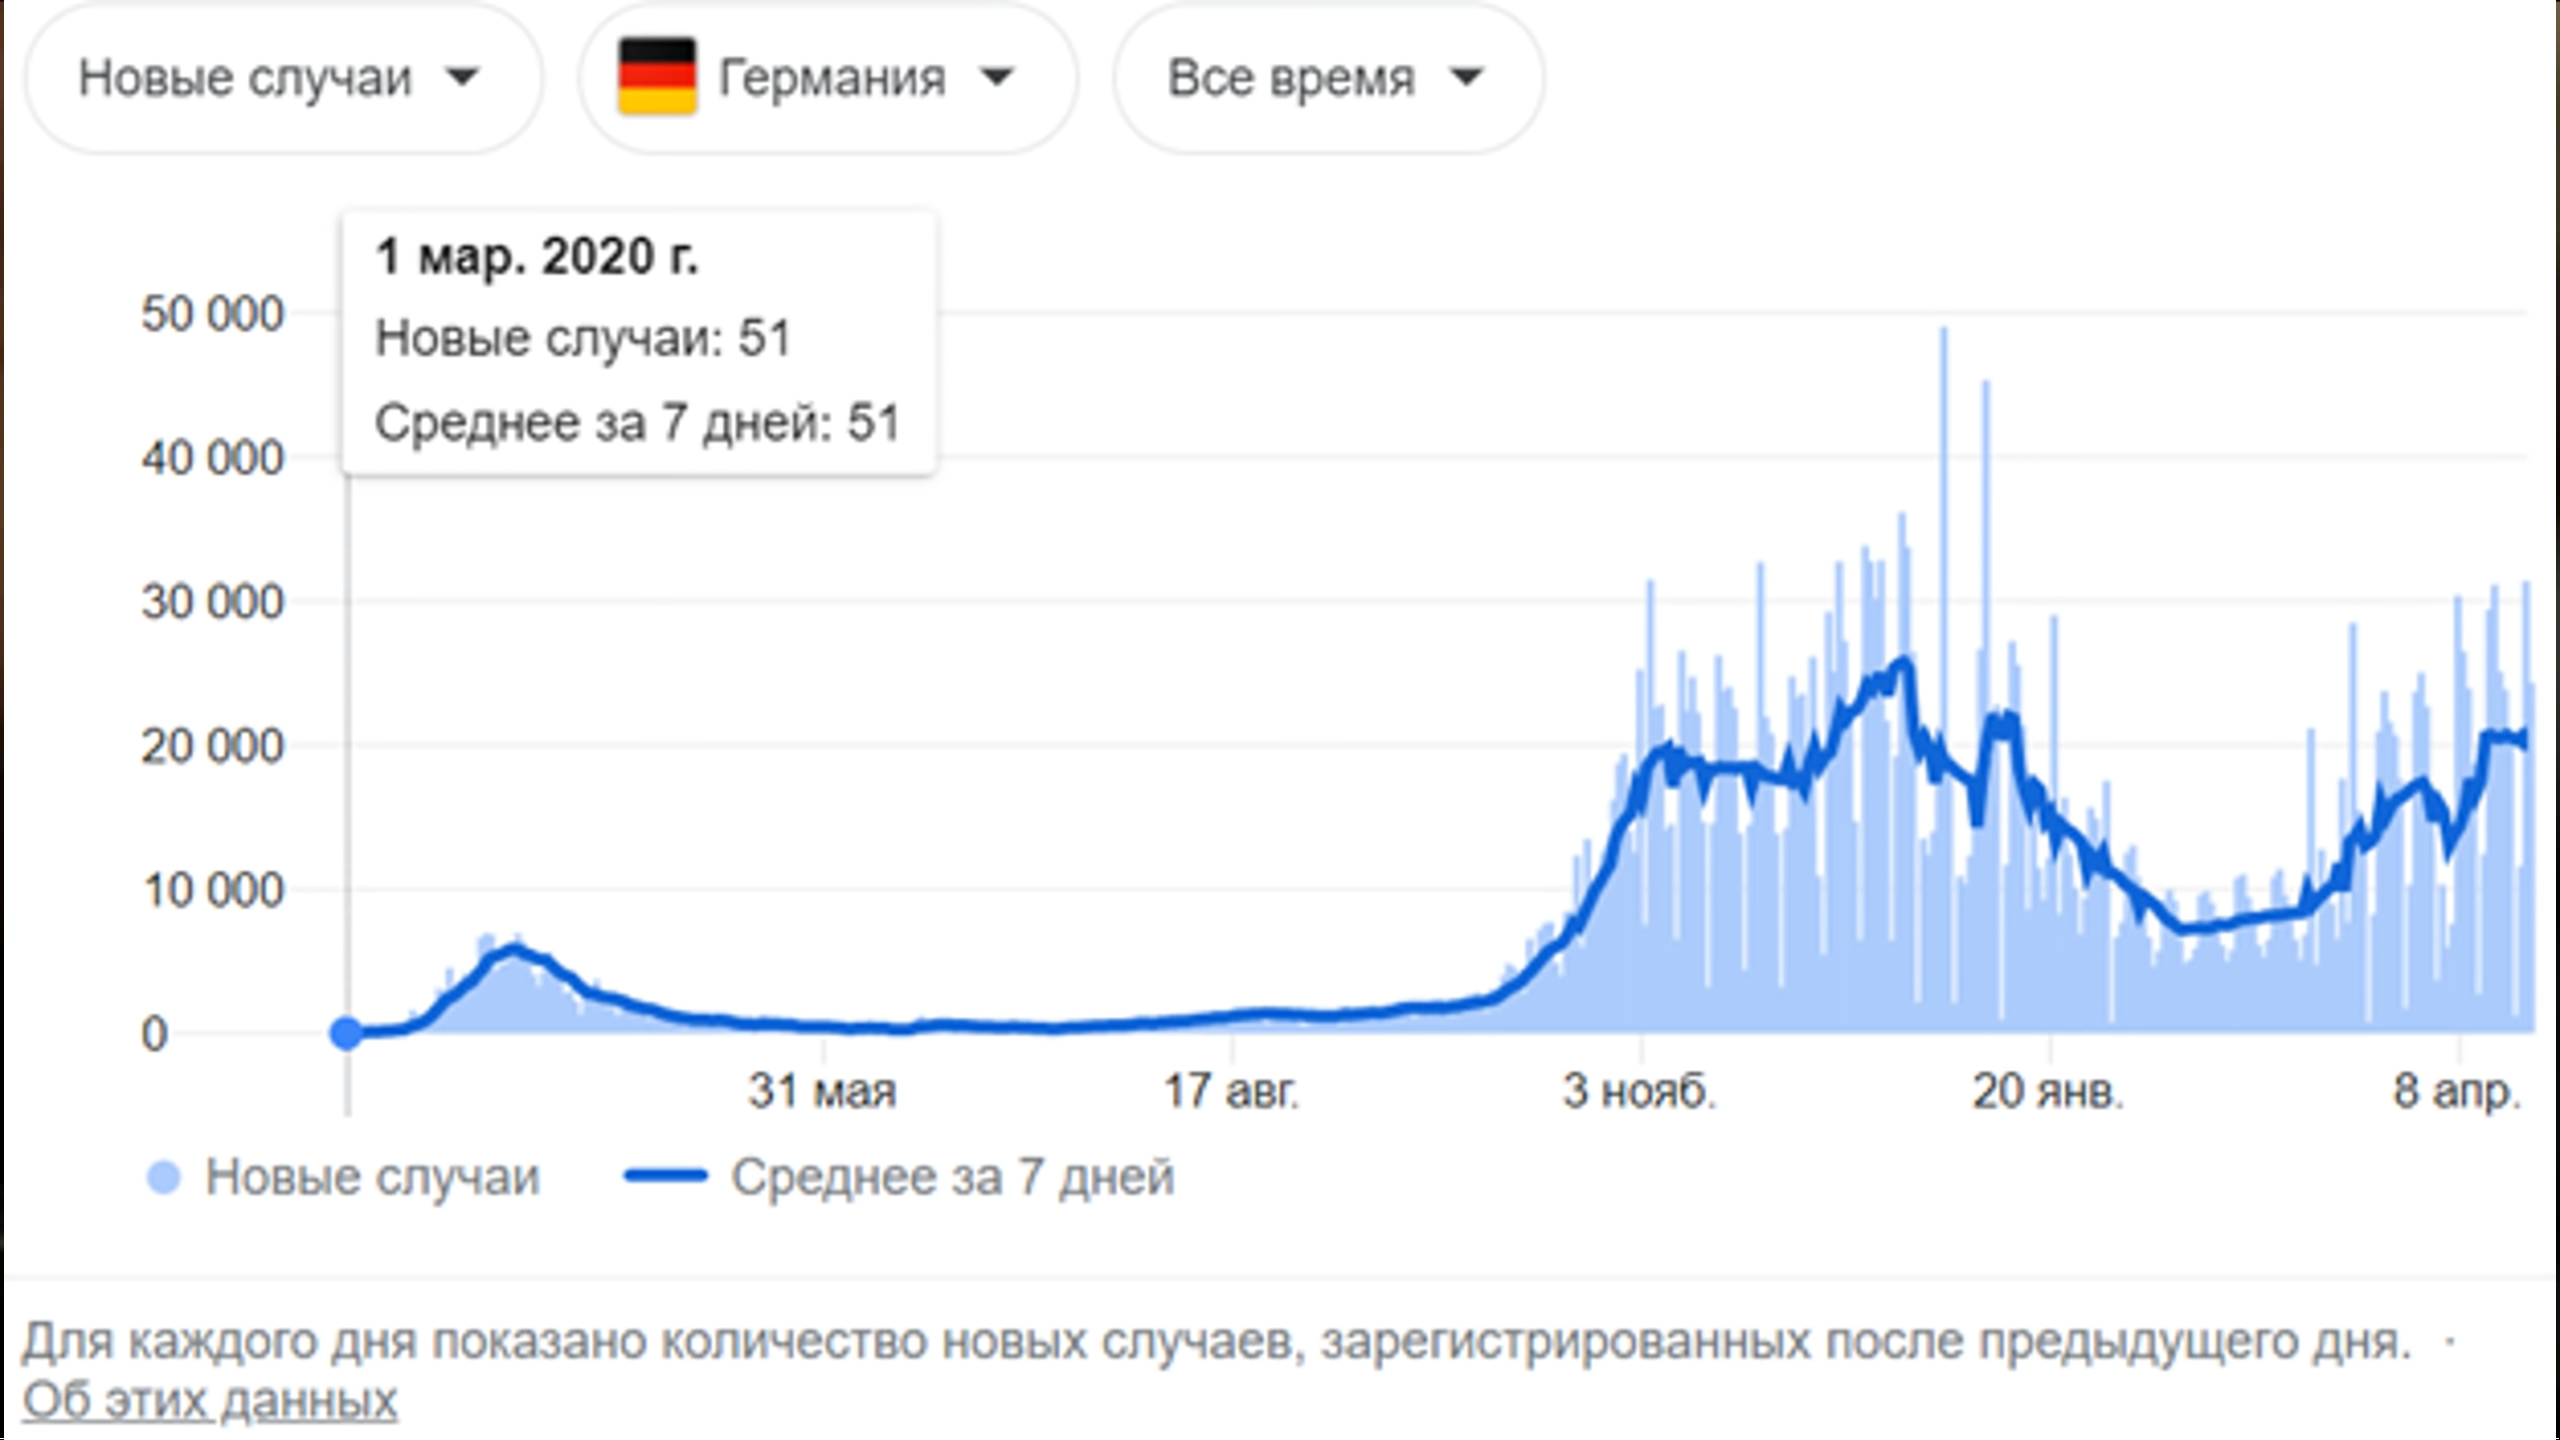 Новые случаи
Германия
Все время
1 мар. 2020 г.
Новые случаи: 51
Среднее за 7 дней: 51
50 000
40 000
30 000
20 000
10 000
0
31 мая
17 авг.
3 нояб.
20 янв.
8 апр.
Новые случаи
Среднее за 7 дней
Для каждого дня показано количество новых случаев, зарегистрированных после предыдущего дня. ·
Об этих данных